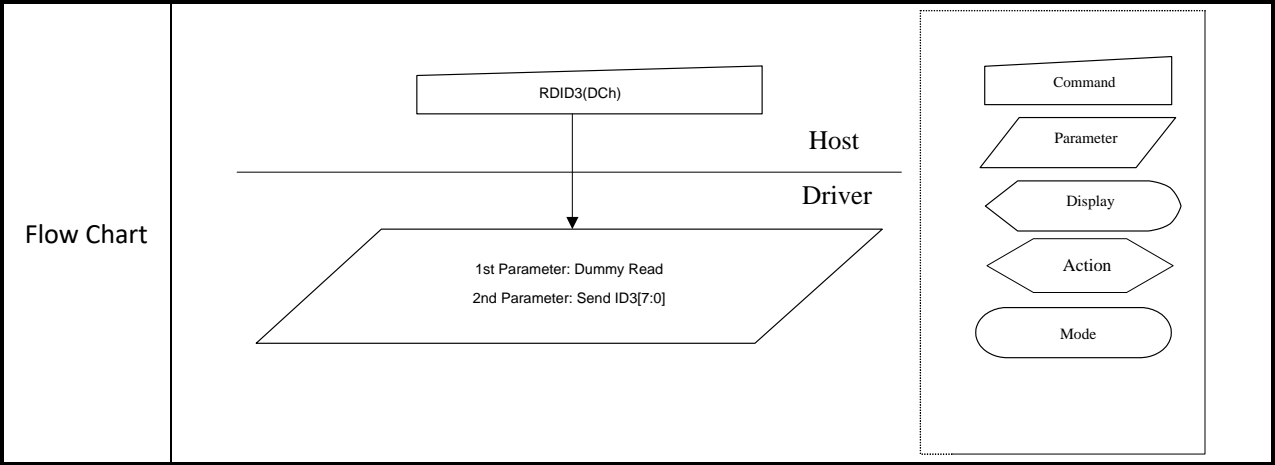 Flow Chart
RDID3(DCh)
Host
Driver
1st Parameter: Dummy Read
2nd Parameter: Send ID3[7:0]
Command
Parameter
Display
Action
Mode